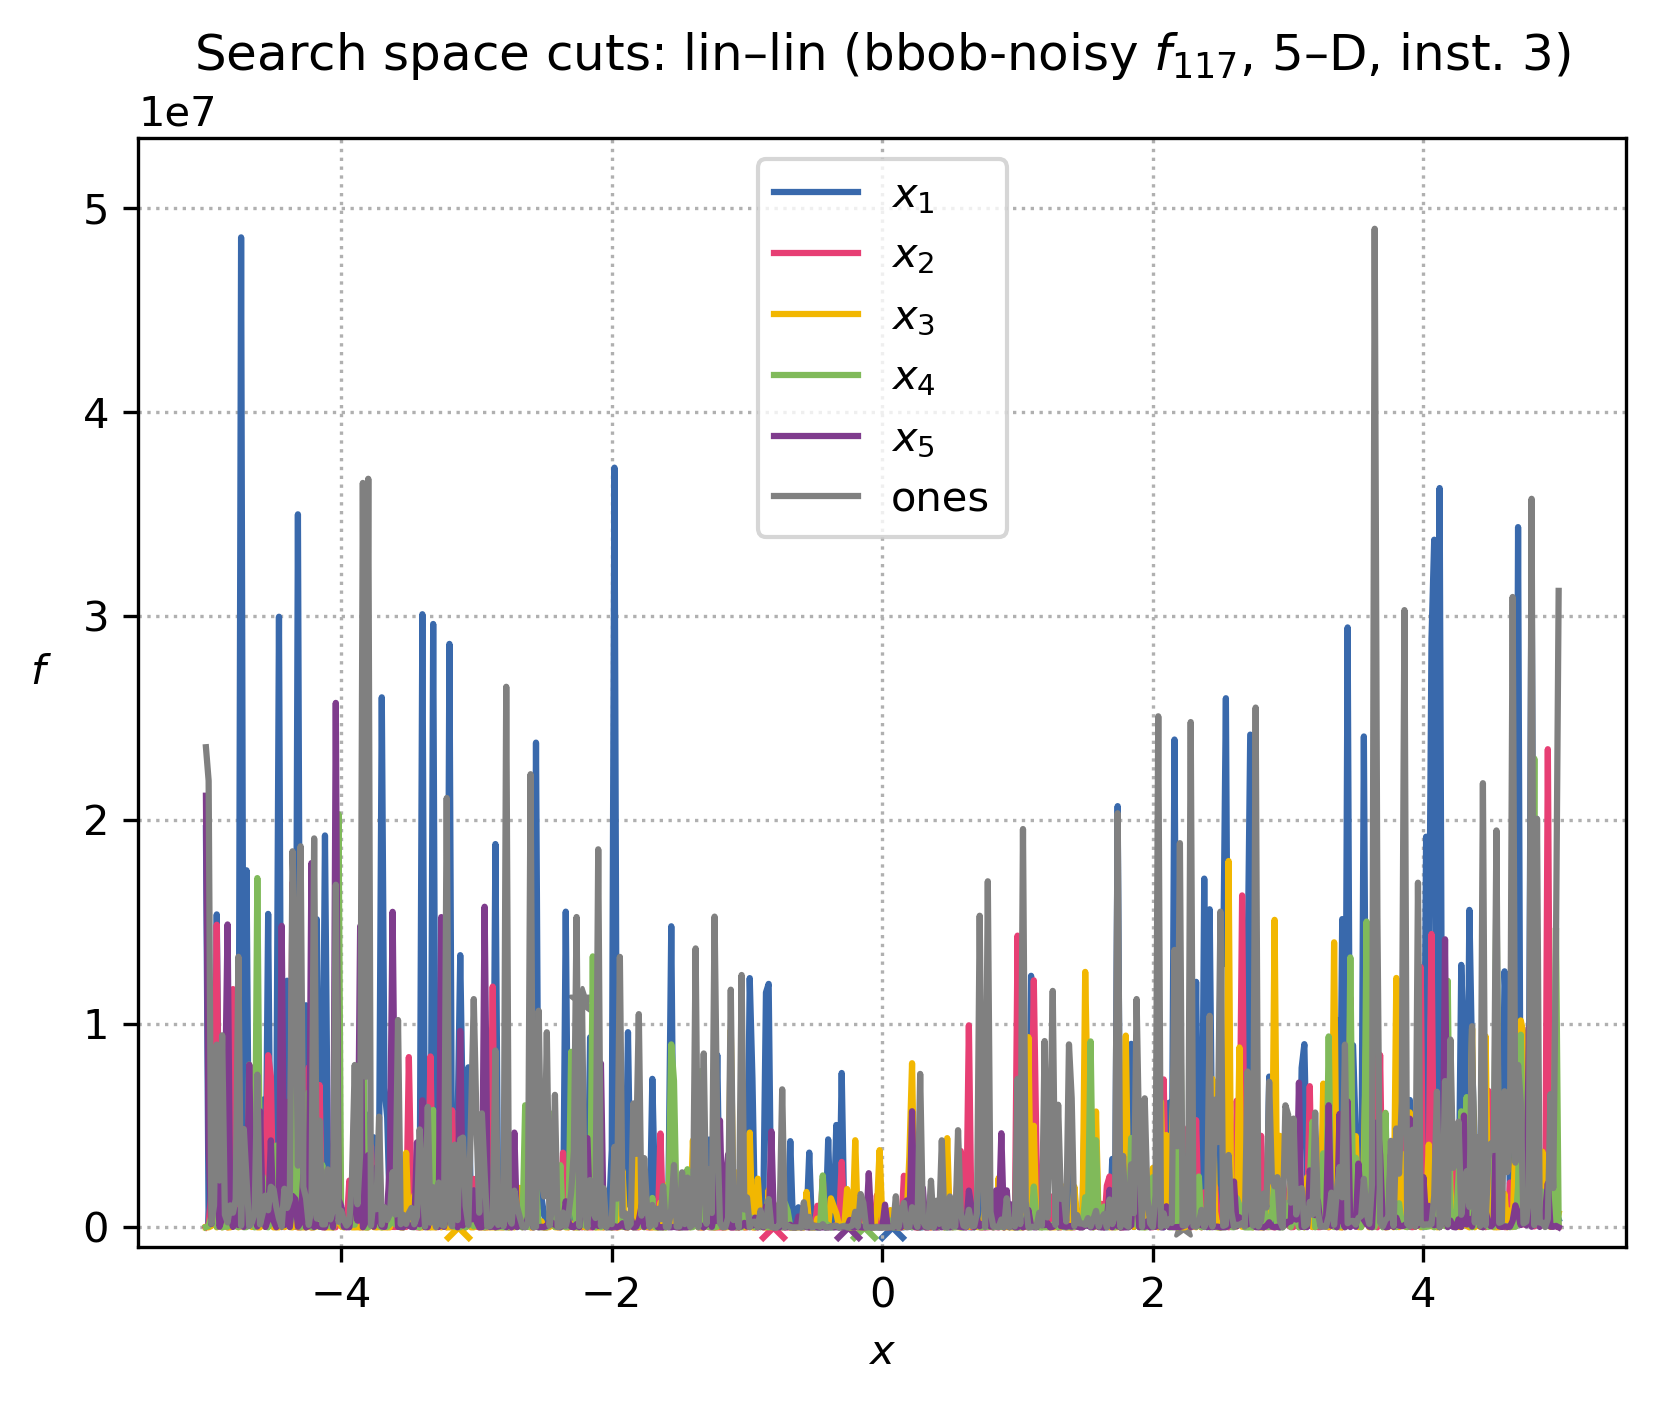 Search space cuts: lin–lin (bbob-noisy f₁₁₇, 5–D, inst. 3)
1e7
x₁
x₂
x₃
x₄
x₅
ones
5
4
3
2
1
0
f
−4 −2 0 2 4
x